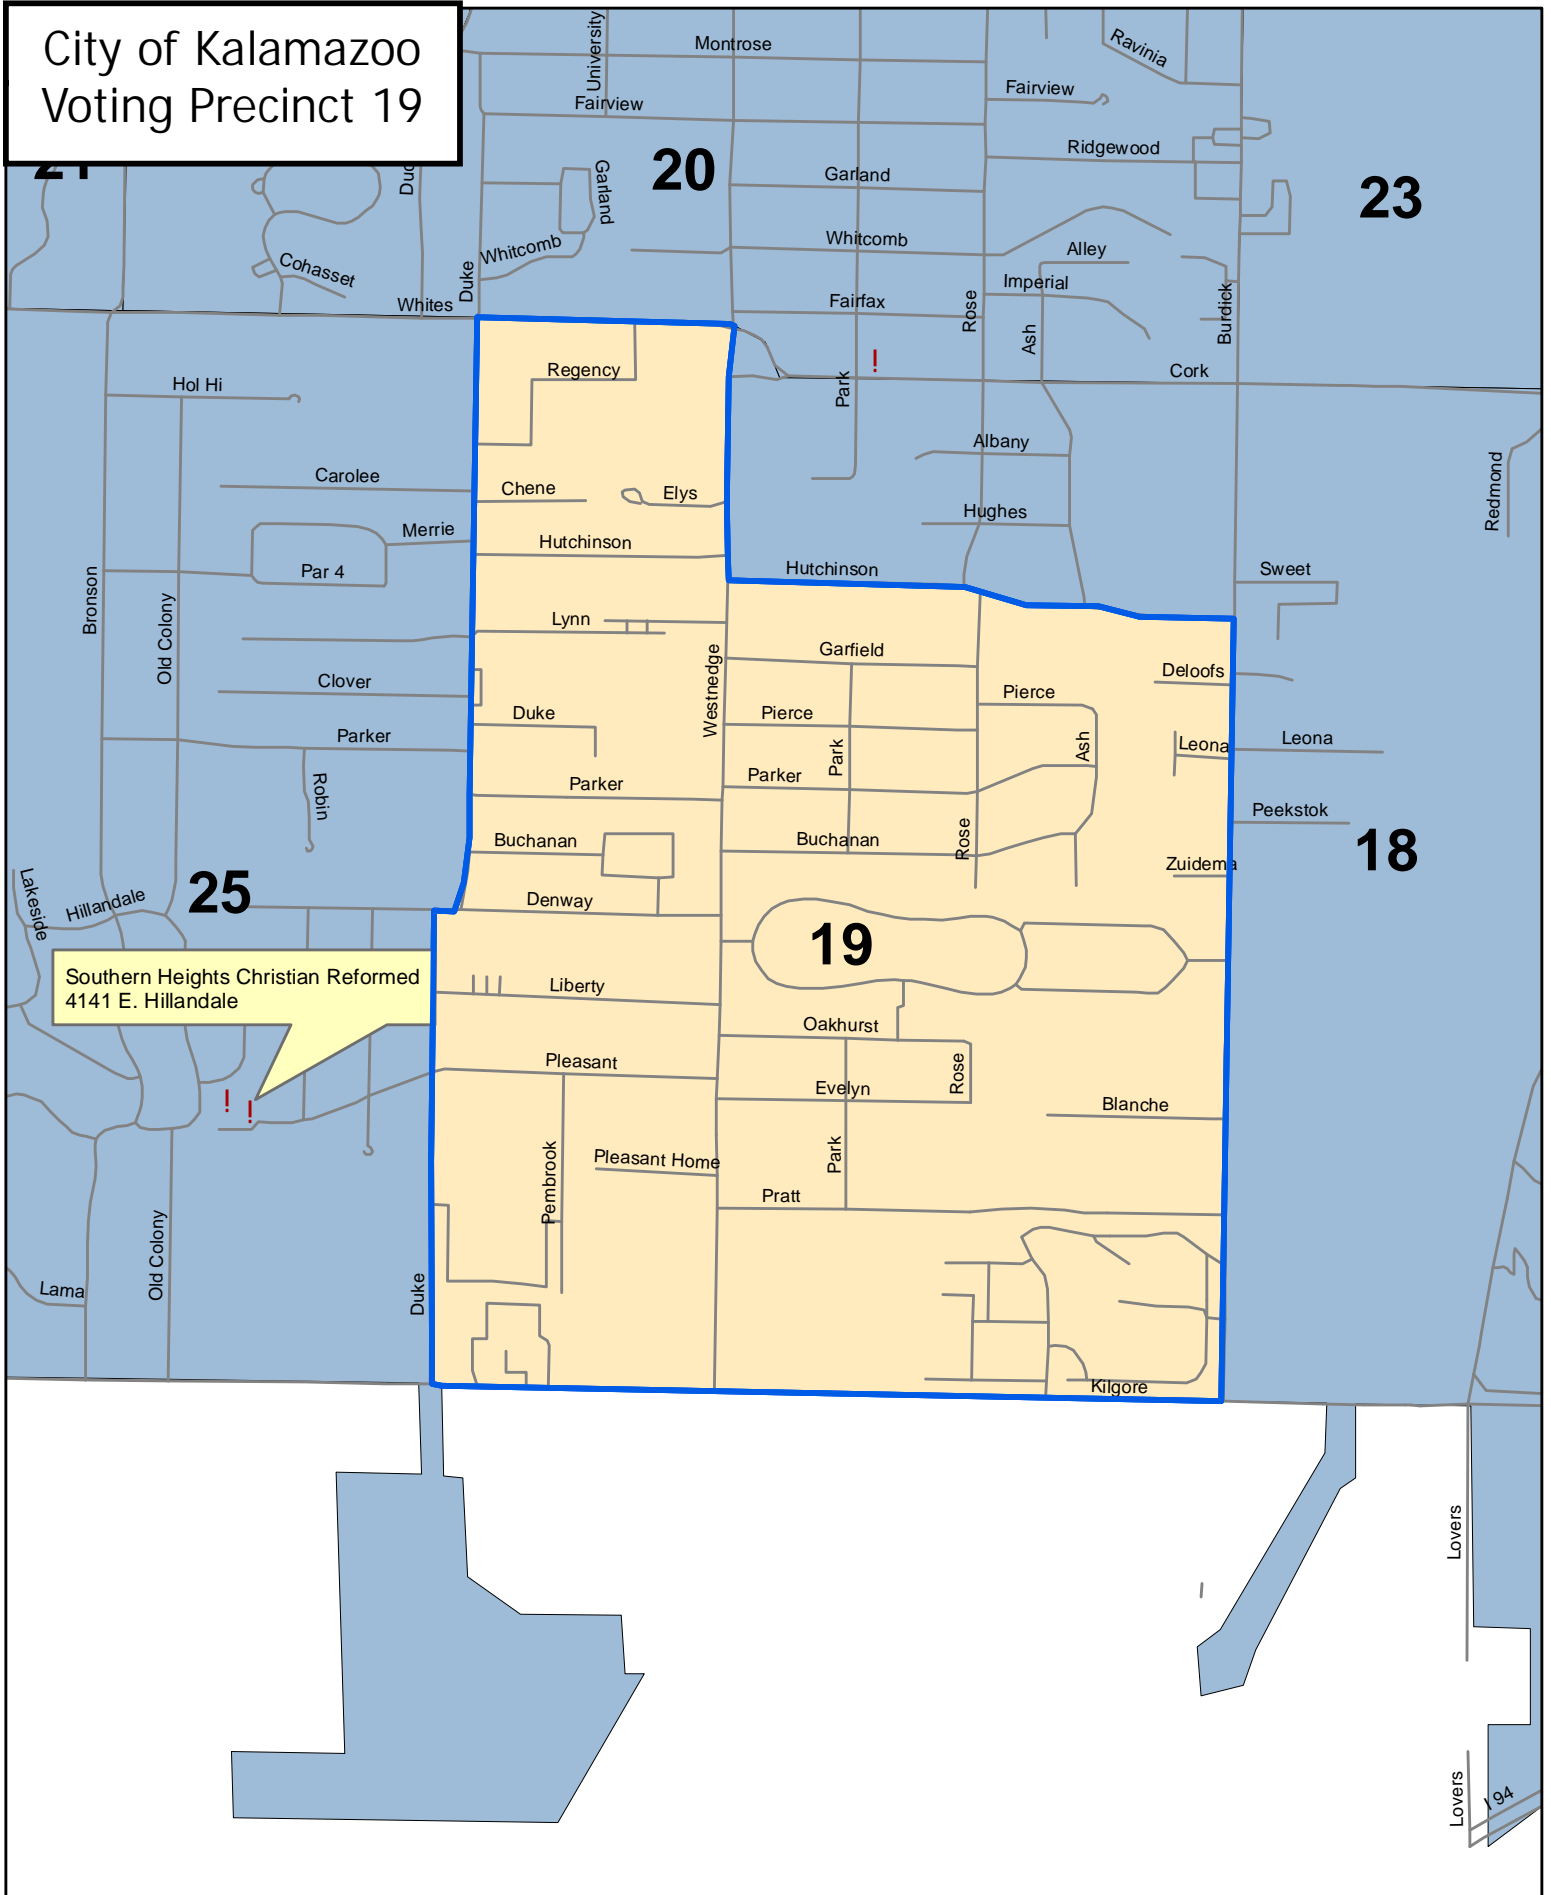 City of Kalamazoo
Voting Precinct 19
University
Montrose
Ravinia
Fairview
Fairview
Ridgewood
20
23
Garland
Garland
Whitcomb
Whitcomb
Alley
Cohasset
Duke
Imperial
Whites
Fairfax
Rose
Ash
Burdick
Hol Hi
Regency
Park
Cork
Albany
Carolee
Chene
Elys
Redmond
Hughes
Merrie
Hutchinson
Par 4
Hutchinson
Sweet
Bronson
Old Colony
Lynn
Garfield
Westnedge
Deloofs
Clover
Pierce
Duke
Pierce
Parker
Park
Ash
Leona
Leona
Robin
Parker
Parker
Peekstok
Buchanan
Buchanan
Rose
18
Zuidema
25
Lakeside
Hillandale
Denway
19
Southern Heights Christian Reformed
4141 E. Hillandale
Liberty
Oakhurst
Pleasant
Rose
Evelyn
Blanche
! !
!
Pembrook
Pleasant Home
Park
Pratt
Old Colony
Lama
Duke
Kilgore
Lovers
Lovers
I 94